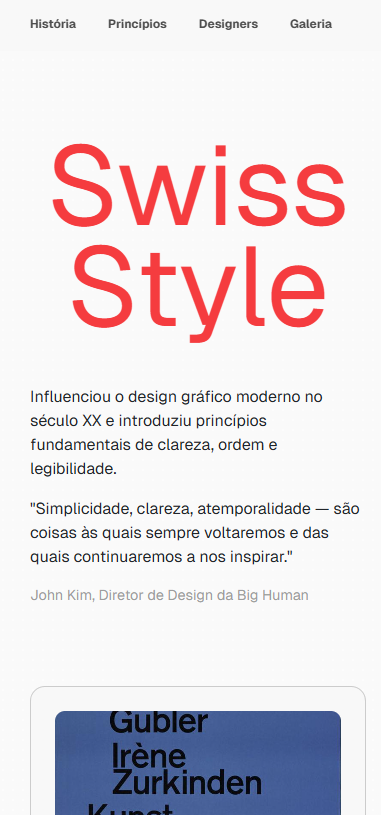 História Princípios Designers Galeria
Swiss
Style
Influenciou o design gráfico moderno no
século XX e introduziu princípios
fundamentais de clareza, ordem e
legibilidade.
"Simplicidade, clareza, atemporalidade — são
coisas às quais sempre voltaremos e das
quais continuaremos a nos inspirar."
John Kim, Diretor de Design da Big Human
Gubler
Irène
Zurkinden
Kunst